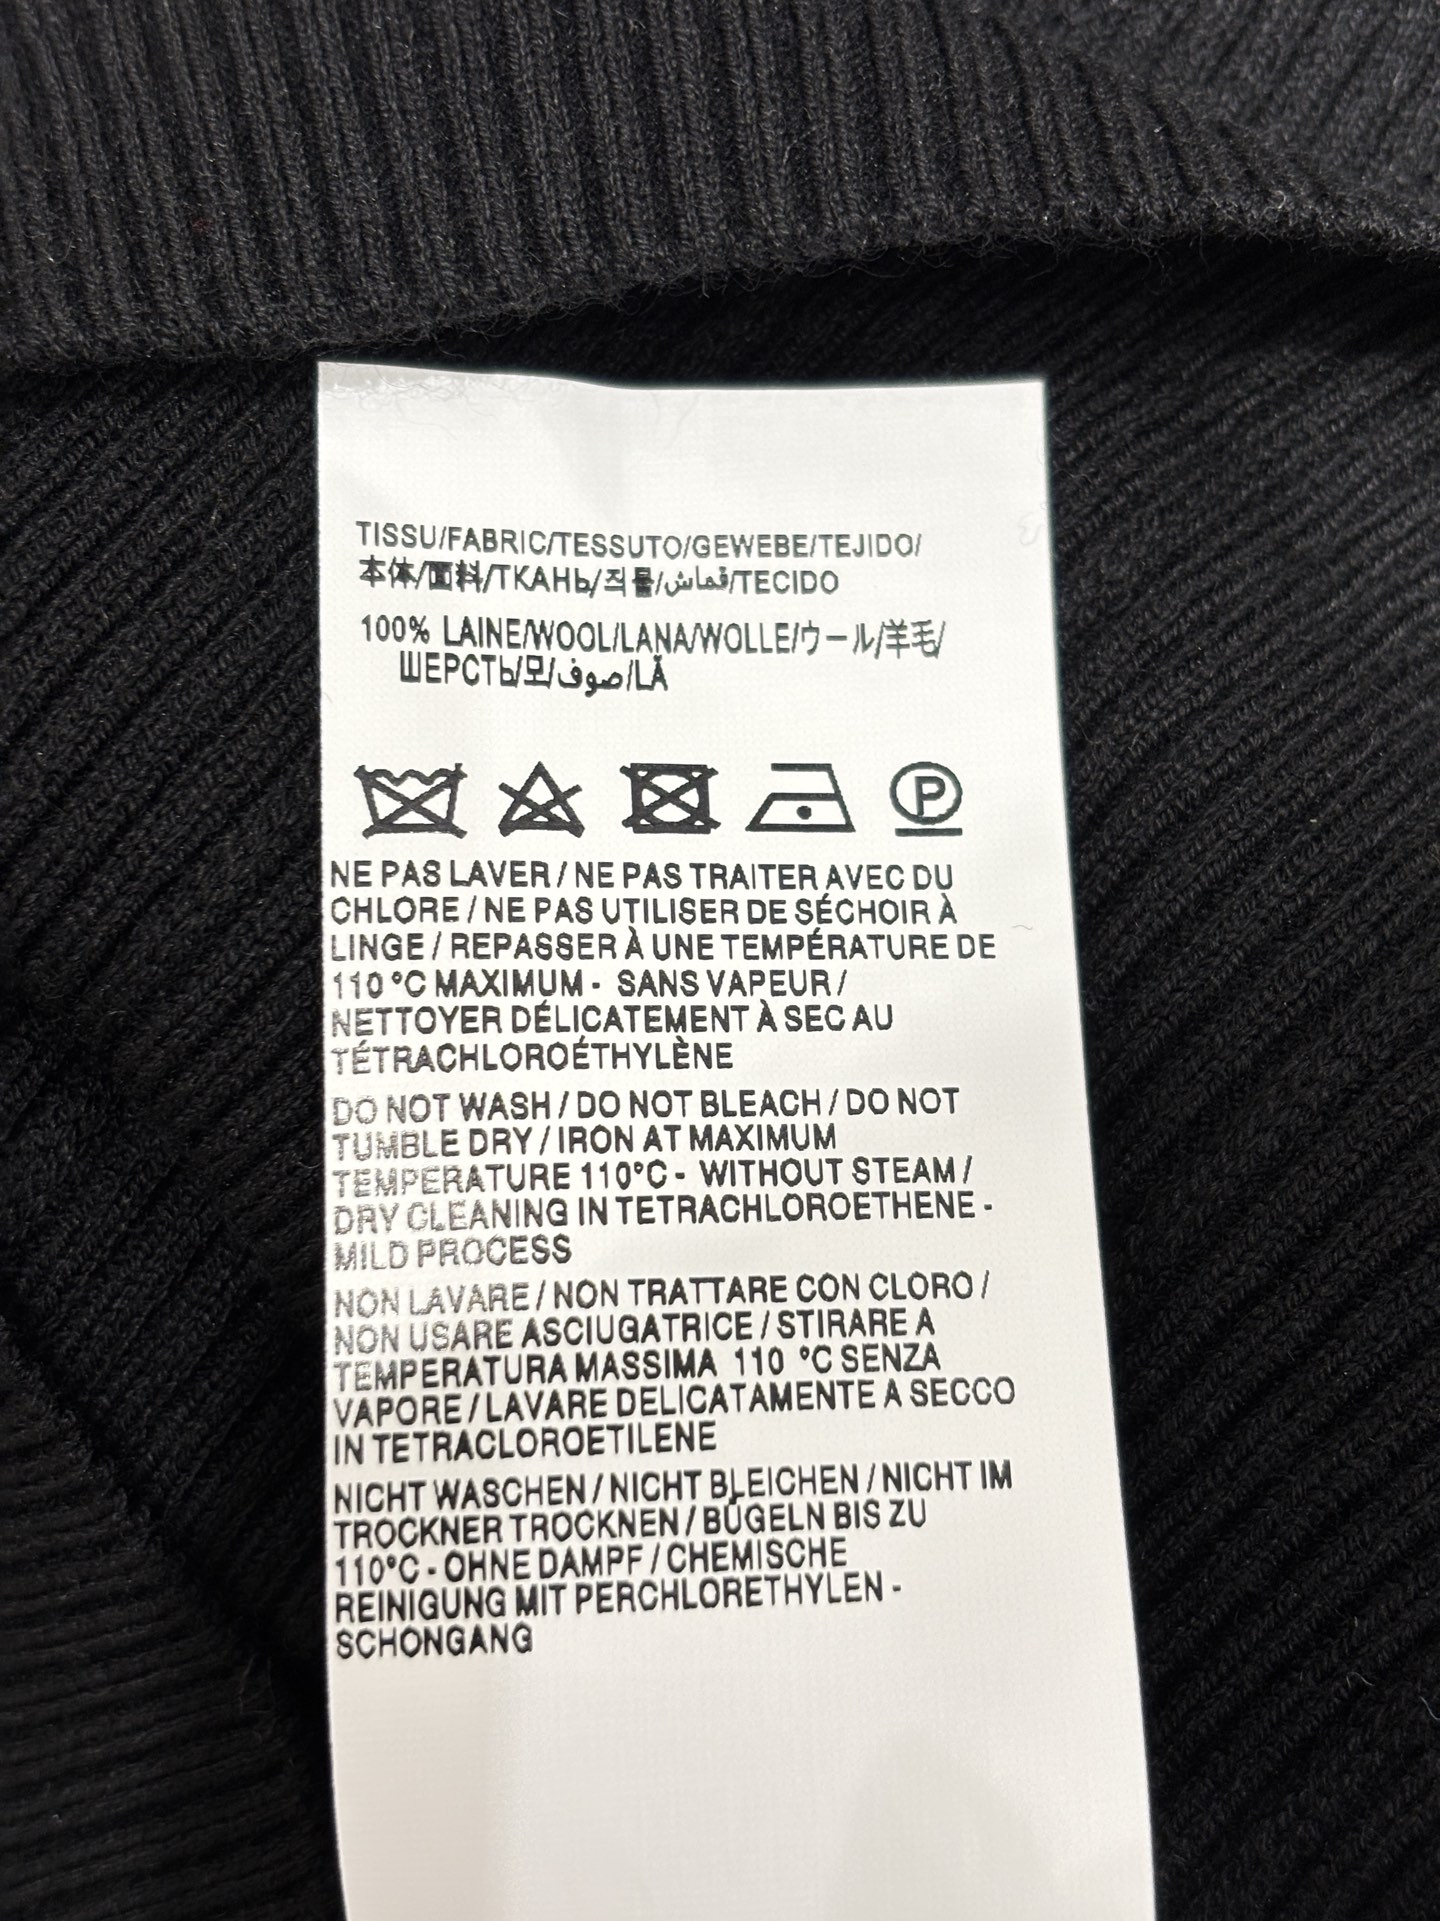 TISSU/FABRIC/TESSUTO/GEWEBE/TEJIDO/
本体/面料/ТКАНЬ/직물/قماش/TECIDO
100% LAINE/WOOL/LANA/WOLLE/ウール/羊毛/
ШЕРСТЬ/모/صوف/LÃ
P
NE PAS LAVER / NE PAS TRAITER AVEC DU
CHLORE / NE PAS UTILISER DE SÉCHOIR À
LINGE / REPASSER À UNE TEMPÉRATURE DE
110 °C MAXIMUM - SANS VAPEUR /
NETTOYER DÉLICATEMENT À SEC AU
TÉTRACHLOROÉTHYLÈNE
DO NOT WASH / DO NOT BLEACH / DO NOT
TUMBLE DRY / IRON AT MAXIMUM
TEMPERATURE 110°C - WITHOUT STEAM /
DRY CLEANING IN TETRACHLOROETHENE -
MILD PROCESS
NON LAVARE / NON TRATTARE CON CLORO /
NON USARE ASCIUGATRICE / STIRARE A
TEMPERATURA MASSIMA 110 °C SENZA
VAPORE / LAVARE DELICATAMENTE A SECCO
IN TETRACLOROETILENE
NICHT WASCHEN / NICHT BLEICHEN / NICHT IM
TROCKNER TROCKNEN / BÜGELN BIS ZU
110°C - OHNE DAMPF / CHEMISCHE
REINIGUNG MIT PERCHLORETHYLEN -
SCHONGANG